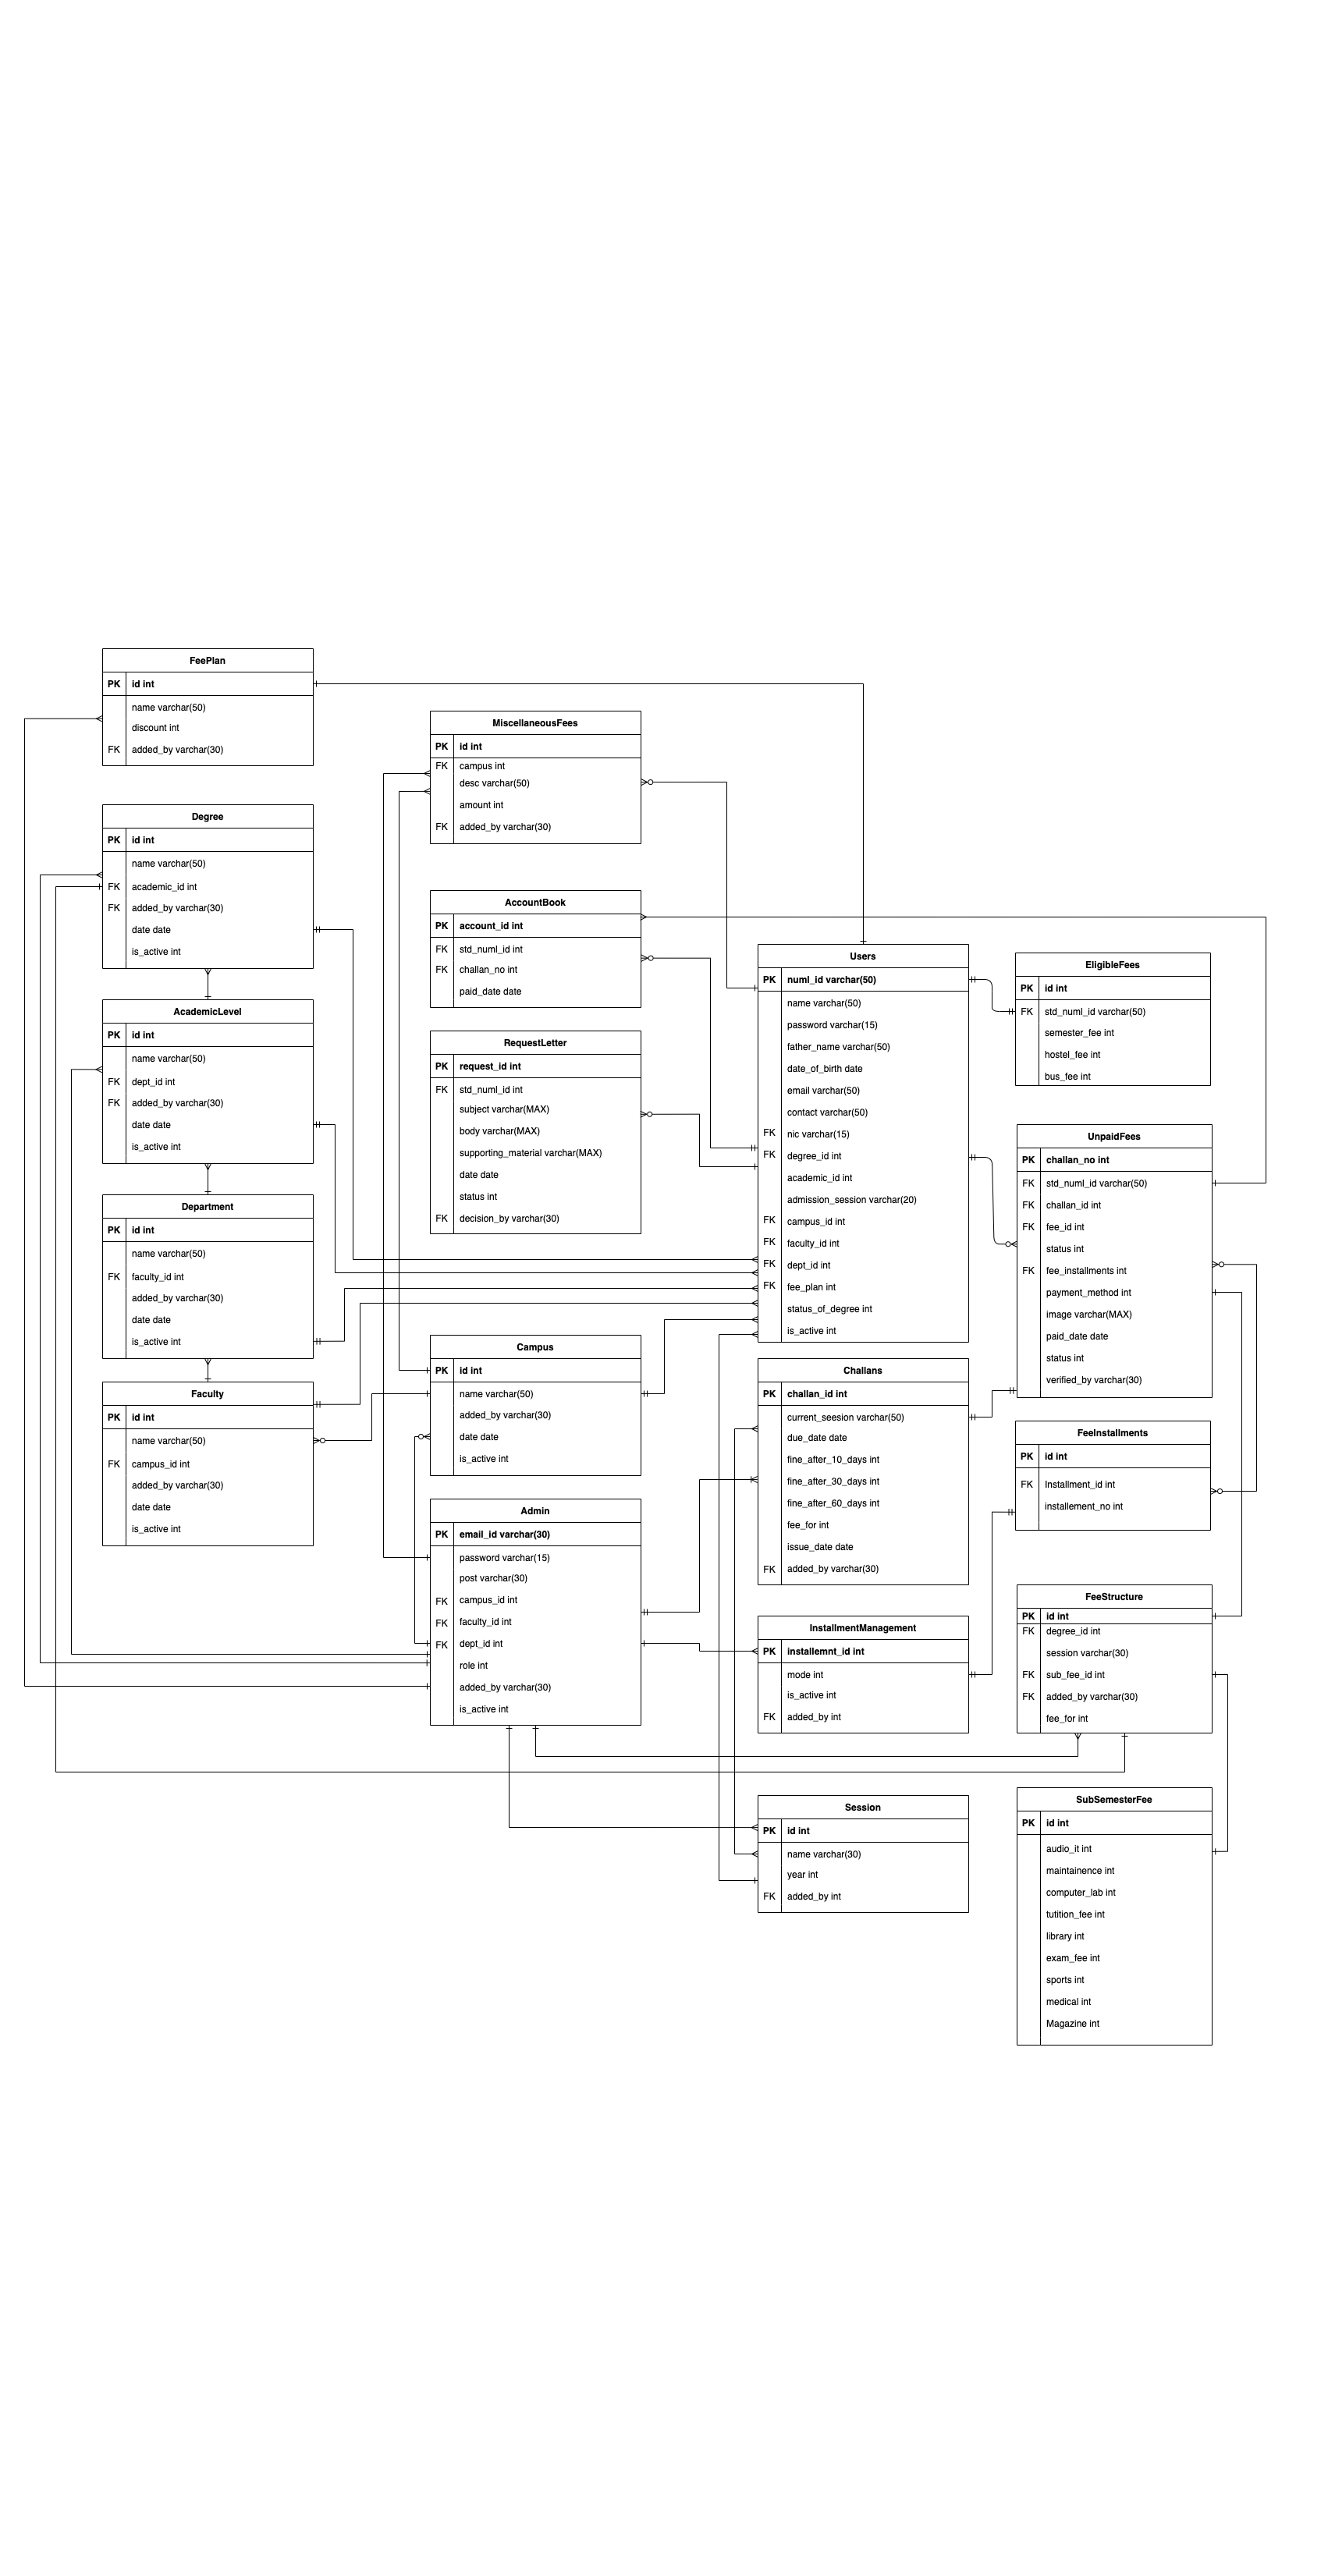 FeePlan
PK id int
name varchar(50)
discount int
FK added_by varchar(30)
Degree
PK id int
name varchar(50)
FK academic_id int
FK added_by varchar(30)
date date
is_active int
AcademicLevel
PK id int
name varchar(50)
FK dept_id int
FK added_by varchar(30)
date date
is_active int
Department
PK id int
name varchar(50)
FK faculty_id int
added_by varchar(30)
date date
is_active int
Faculty
PK id int
name varchar(50)
FK campus_id int
added_by varchar(30)
date date
is_active int
MiscellaneousFees
PK id int
FK campus int
desc varchar(50)
amount int
FK added_by varchar(30)
AccountBook
PK account_id int
FK std_numl_id int
FK challan_no int
paid_date date
RequestLetter
PK request_id int
FK std_numl_id int
subject varchar(MAX)
body varchar(MAX)
supporting_material varchar(MAX)
date date
status int
FK decision_by varchar(30)
Campus
PK id int
name varchar(50)
added_by varchar(30)
date date
is_active int
Admin
PK email_id varchar(30)
password varchar(15)
post varchar(30)
FK campus_id int
FK faculty_id int
FK dept_id int
role int
added_by varchar(30)
is_active int
Users
PK numl_id varchar(50)
name varchar(50)
password varchar(15)
father_name varchar(50)
date_of_birth date
email varchar(50)
contact varchar(50)
FK nic varchar(15)
FK degree_id int
academic_id int
admission_session varchar(20)
FK campus_id int
FK faculty_id int
FK dept_id int
FK fee_plan int
status_of_degree int
is_active int
Challans
PK challan_id int
current_seesion varchar(50)
due_date date
fine_after_10_days int
fine_after_30_days int
fine_after_60_days int
fee_for int
issue_date date
FK added_by varchar(30)
InstallmentManagement
PK installemnt_id int
mode int
is_active int
FK added_by int
Session
PK id int
name varchar(30)
year int
FK added_by int
EligibleFees
PK id int
FK std_numl_id varchar(50)
semester_fee int
hostel_fee int
bus_fee int
UnpaidFees
PK challan_no int
FK std_numl_id varchar(50)
FK challan_id int
FK fee_id int
status int
FK fee_installments int
payment_method int
image varchar(MAX)
paid_date date
status int
verified_by varchar(30)
FeeInstallments
PK id int
FK Installment_id int
installement_no int
FeeStructure
PK id int
FK degree_id int
session varchar(30)
FK sub_fee_id int
FK added_by varchar(30)
fee_for int
SubSemesterFee
PK id int
audio_it int
maintainence int
computer_lab int
tutition_fee int
library int
exam_fee int
sports int
medical int
Magazine int